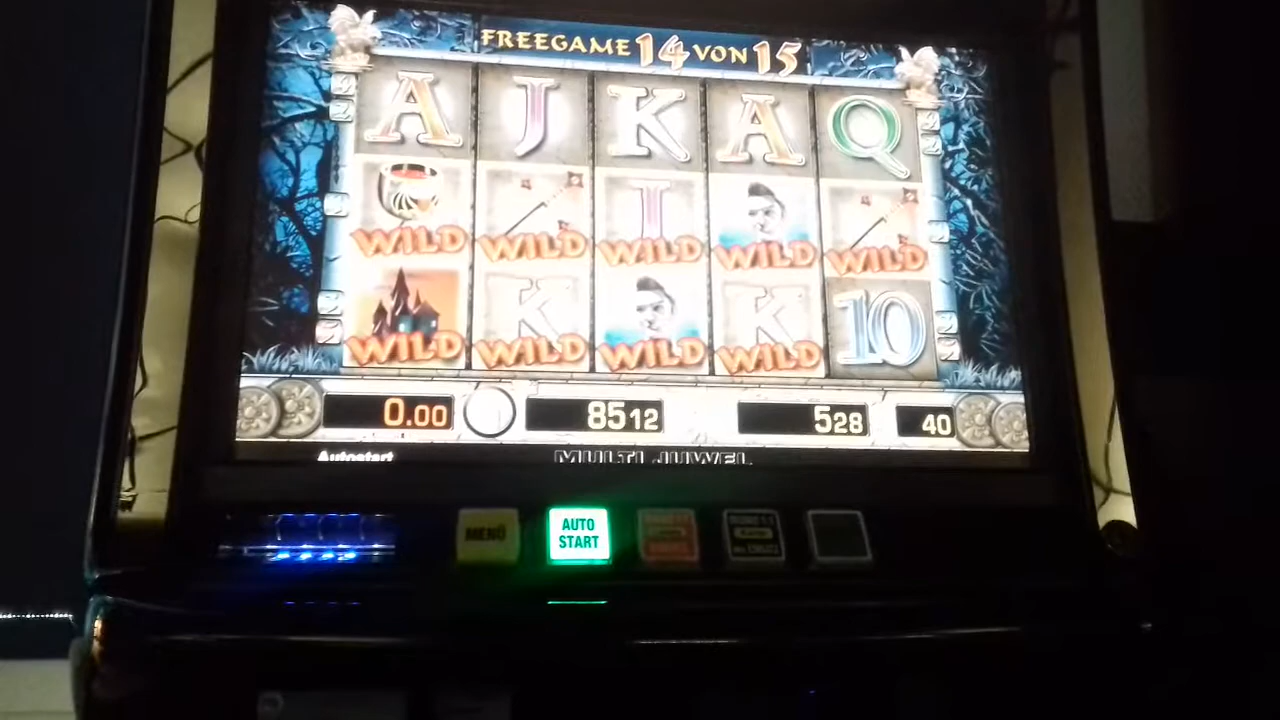 FREEGAME 14 VON 15
A J K A Q
WILD WILD I WILD WILD WILD
WILD K WILD WILD K WILD 10
0.00 8512 528 40
Autostart MULTI JUWEL
MENÜ AUTO START